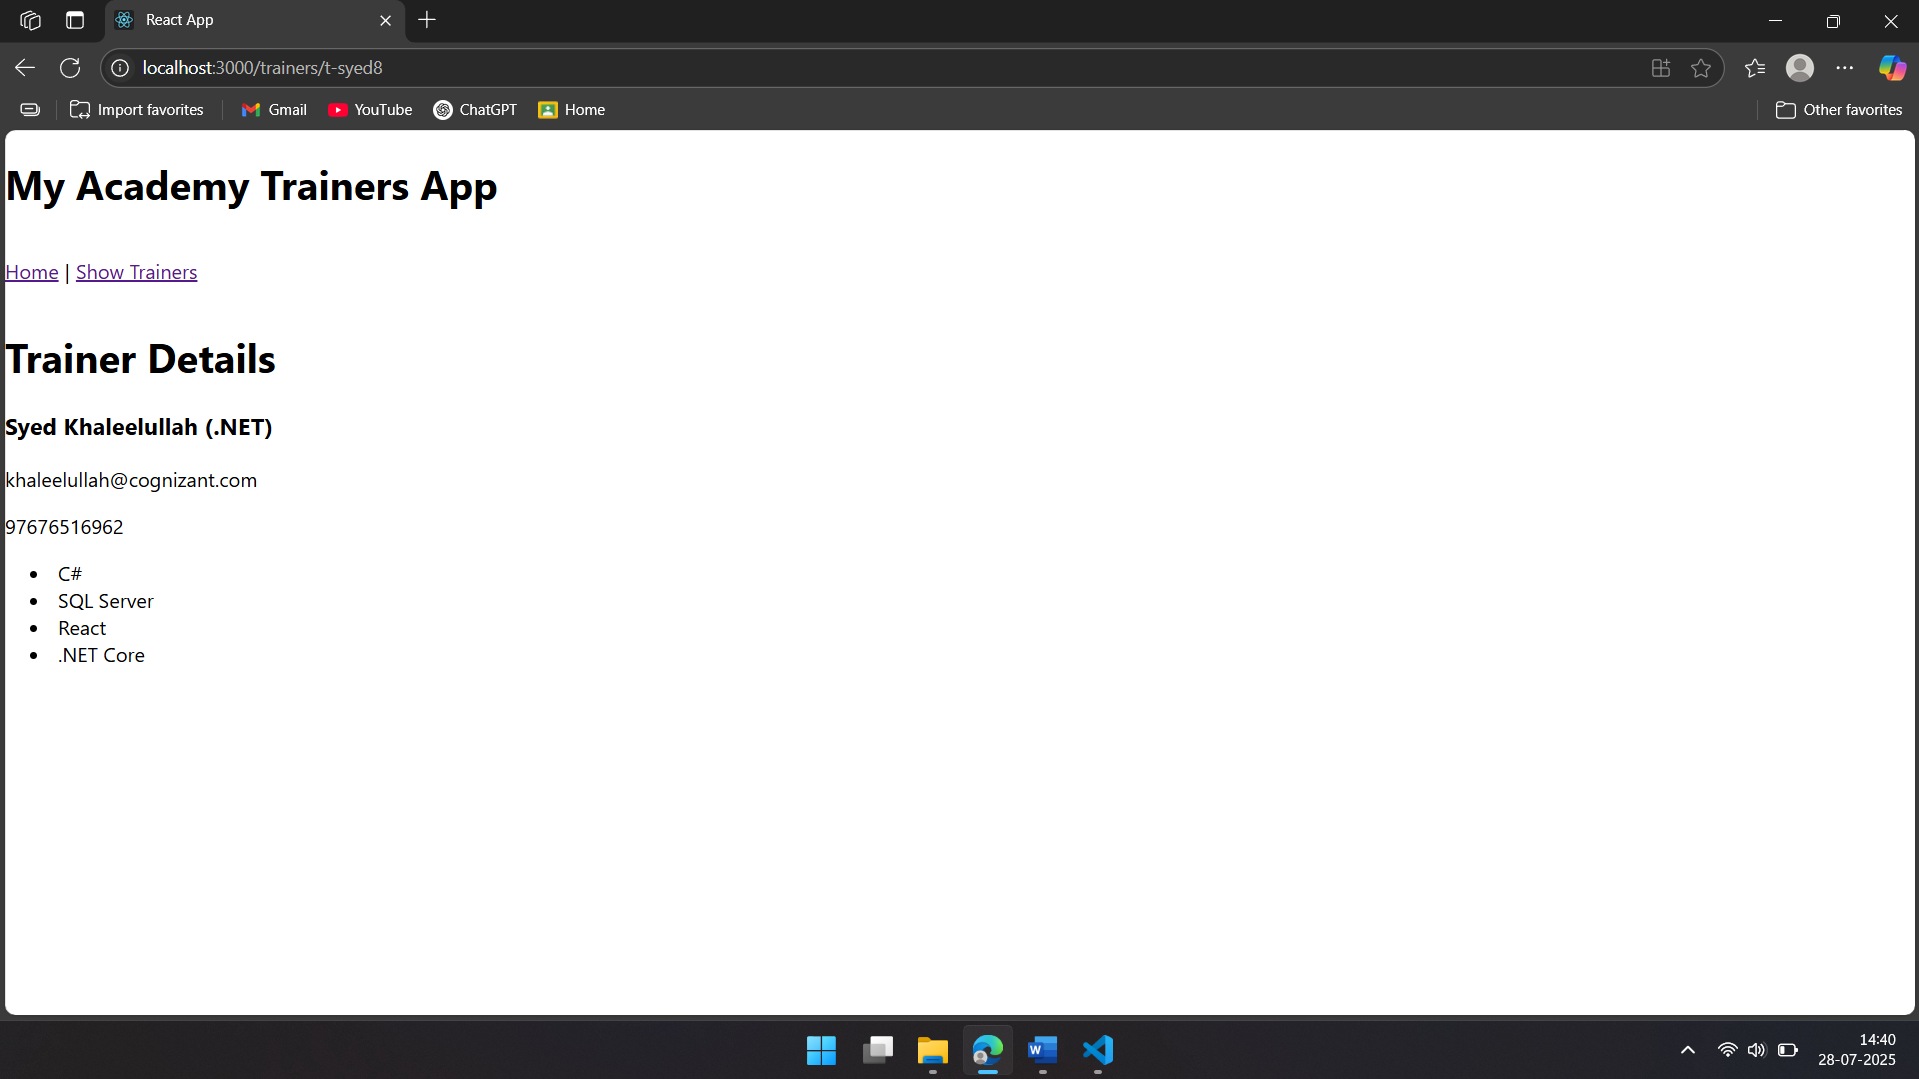 React App
localhost:3000/trainers/t-syed8
Import favorites
Gmail
YouTube
ChatGPT
Home
Other favorites
My Academy Trainers App
Home | Show Trainers
Trainer Details
Syed Khaleelullah (.NET)
khaleelullah@cognizant.com
97676516962
C#
SQL Server
React
.NET Core
14:40
28-07-2025